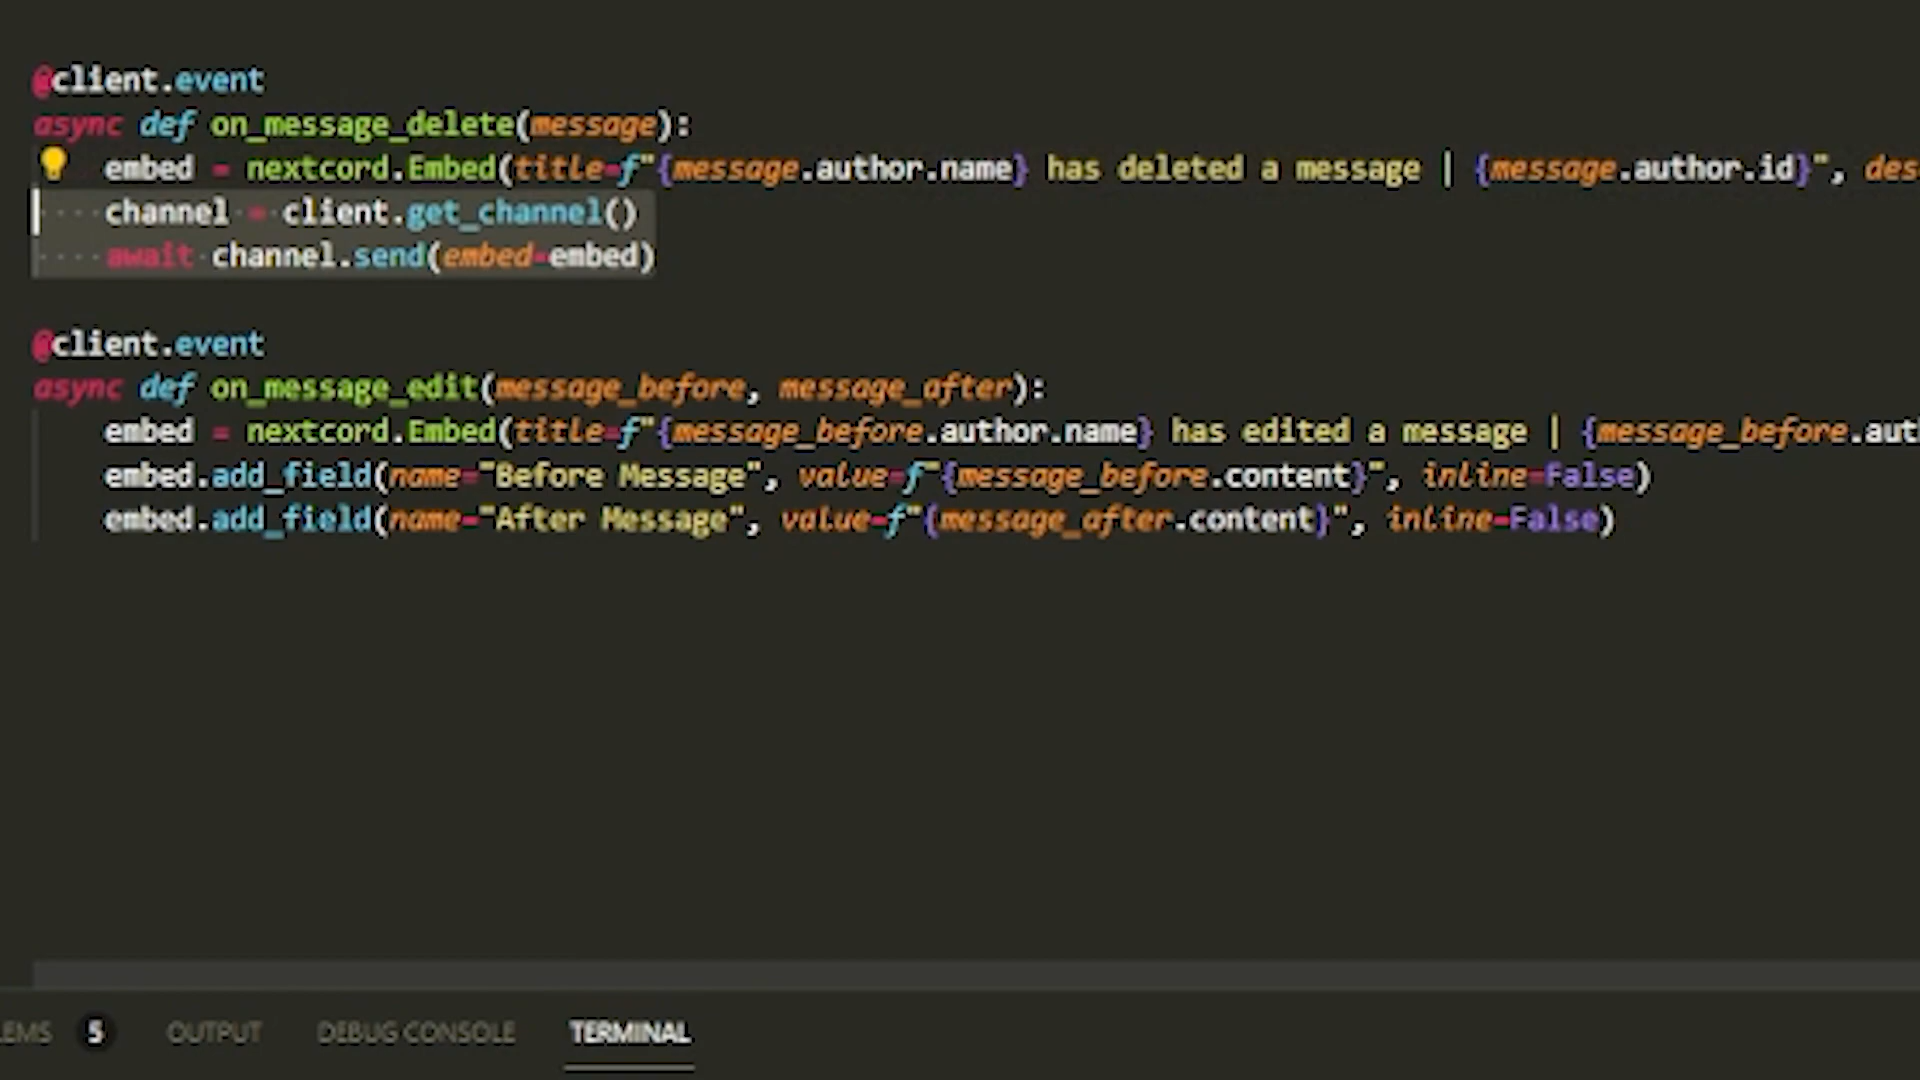 @client.event
async def on_message_delete(message):
embed = nextcord.Embed(title=f"{message.author.name} has deleted a message | {message.author.id}", des
channel = client.get_channel()
await channel.send(embed=embed)
@client.event
async def on_message_edit(message_before, message_after):
embed = nextcord.Embed(title=f"{message_before.author.name} has edited a message | {message_before.aut
embed.add_field(name="Before Message", value=f"{message_before.content}", inline=False)
embed.add_field(name="After Message", value=f"{message_after.content}", inline=False)
LEMS 5 OUTPUT DEBUG CONSOLE TERMINAL